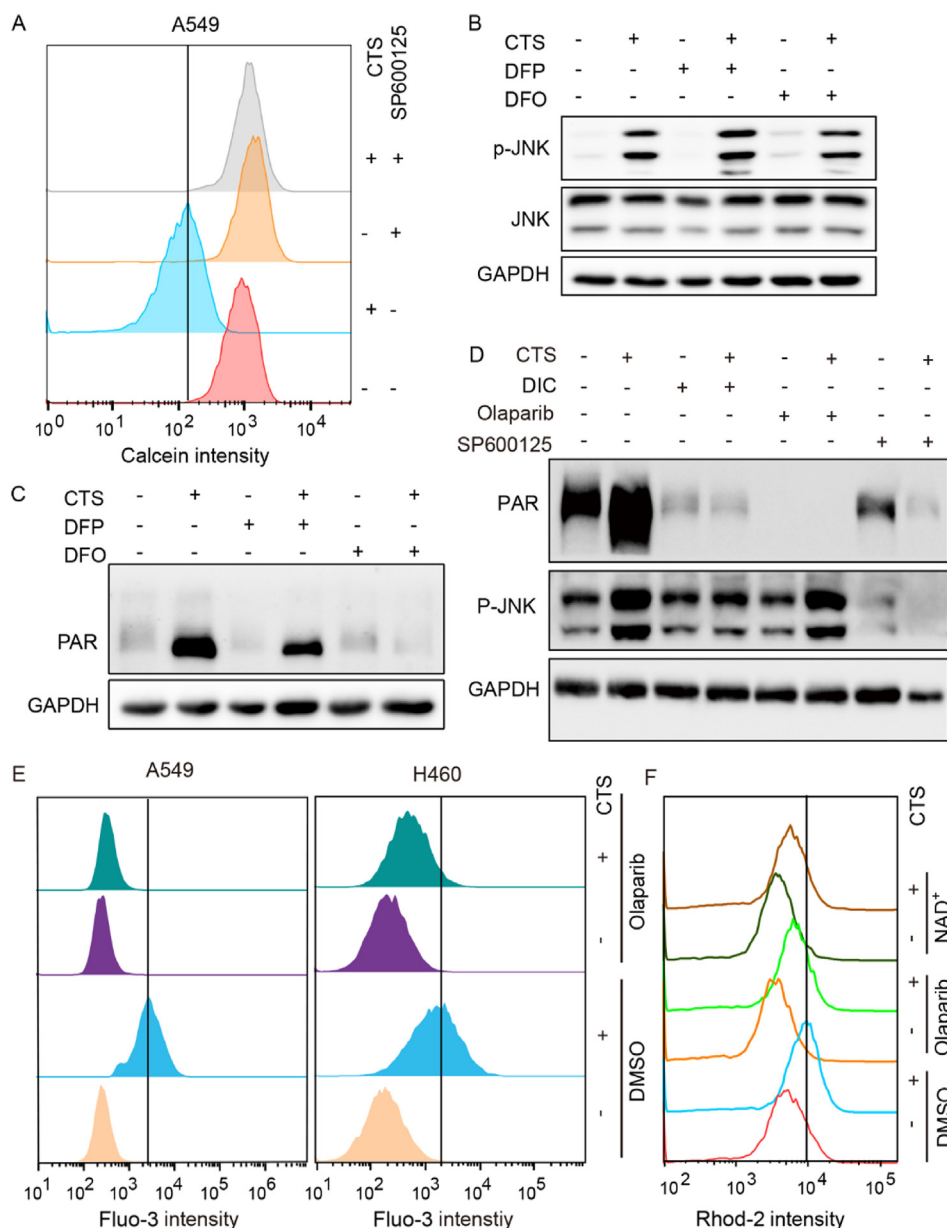 A
A549
CTS
SP600125
+ +
- +
+ -
- -
10^0 10^1 10^2 10^3 10^4
Calcein intensity
B
CTS - + - + - +
DFP - - + + - -
DFO - - - - + +
p-JNK
JNK
GAPDH
C
CTS - + - + - +
DFP - - + + - -
DFO - - - - + +
PAR
GAPDH
D
CTS - + - + - + - +
DIC - - + + - - - -
Olaparib - - - - + + - -
SP600125 - - - - - - + +
PAR
P-JNK
GAPDH
E
A549
H460
CTS
+
-
Olaparib
+
-
DMSO
10^1 10^2 10^3 10^4 10^5 10^6
Fluo-3 intensity
10^1 10^2 10^3 10^4 10^5
Fluo-3 intenstiy
F
CTS
+
-
NAD+
+
-
Olaparib
+
-
DMSO
10^2 10^3 10^4 10^5
Rhod-2 intensity